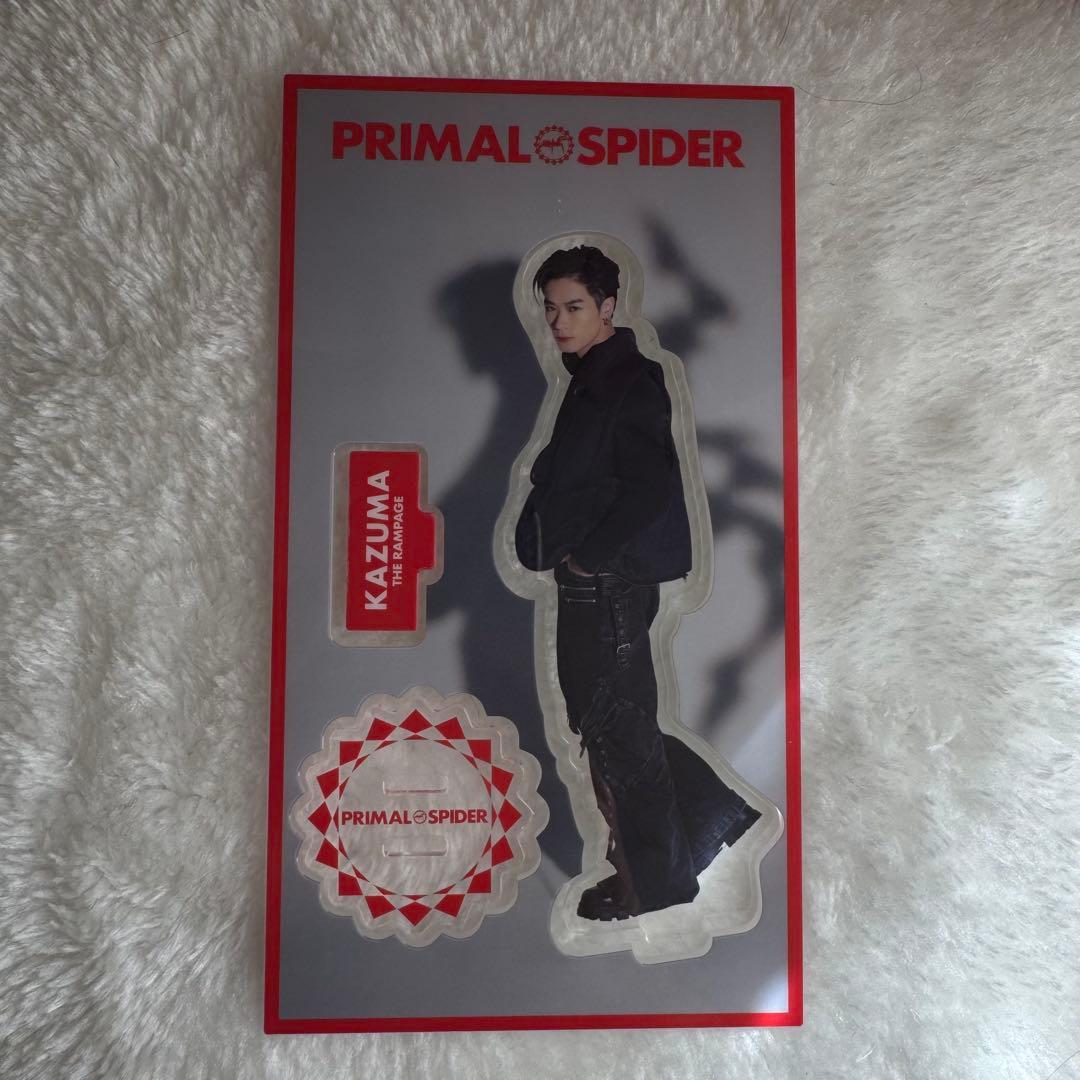 PRIMAL SPIDER
KAZUMA
THE RAMPAGE
PRIMAL SPIDER